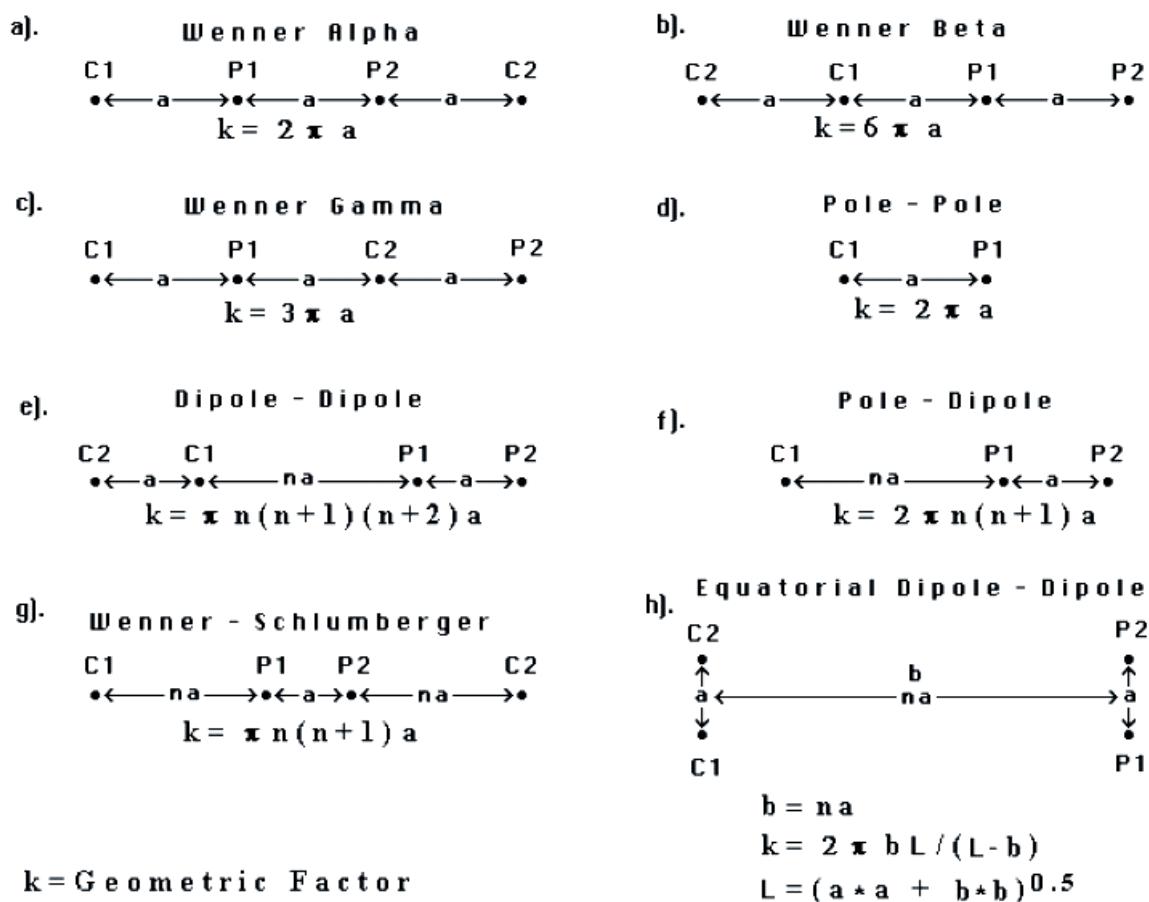 a).
Wenner Alpha
C1 P1 P2 C2
a a a
k = 2 π a
b).
Wenner Beta
C2 C1 P1 P2
a a a
k = 6 π a
c).
Wenner Gamma
C1 P1 C2 P2
a a a
k = 3 π a
d).
Pole - Pole
C1 P1
a
k = 2 π a
e).
Dipole - Dipole
C2 C1 P1 P2
a na a
k = π n(n+1)(n+2)a
f).
Pole - Dipole
C1 P1 P2
na a
k = 2 π n(n+1) a
g).
Wenner - Schlumberger
C1 P1 P2 C2
na a na
k = π n(n+1) a
h).
Equatorial Dipole - Dipole
C2 P2
b
a na a
C1 P1
b = na
k = 2 π b L/(L-b)
L = (a * a + b*b)^0.5
k = Geometric Factor